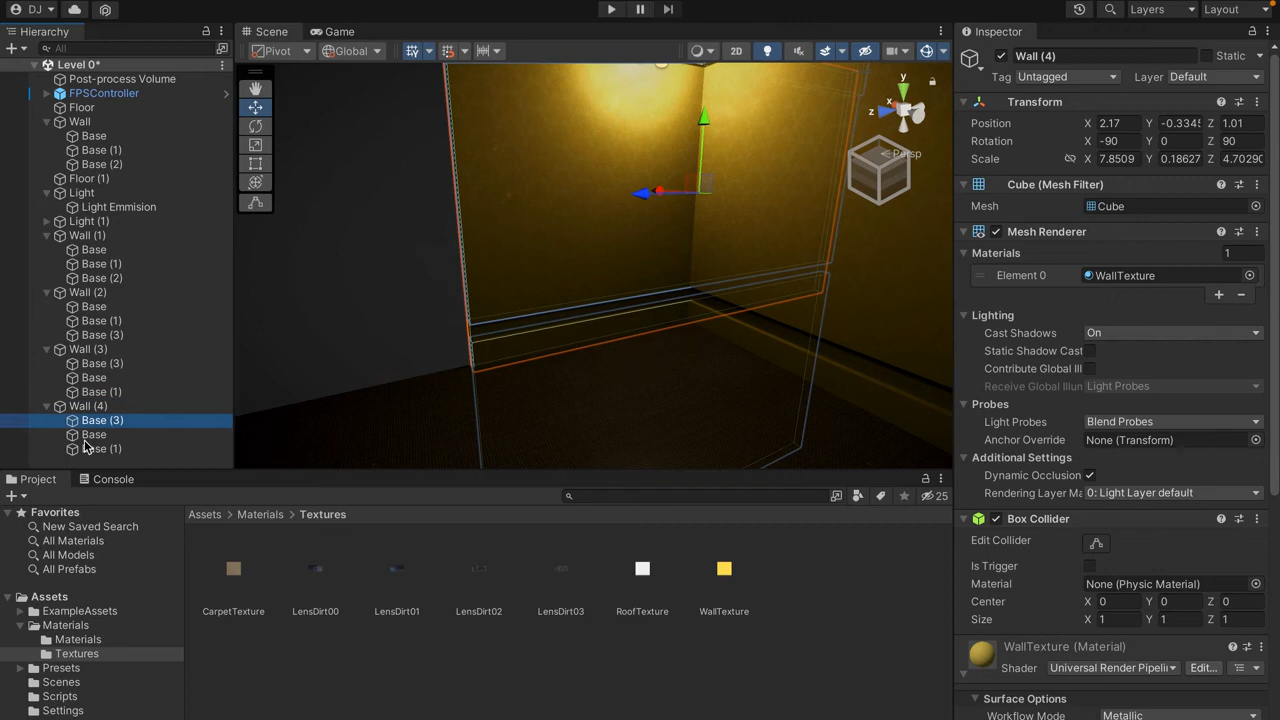 DJ
Layers
Layout
Hierarchy
All
Level 0*
Post-process Volume
FPSController
Floor
Wall
Base
Base (1)
Base (2)
Floor (1)
Light
Light Emmision
Light (1)
Wall (1)
Base
Base (1)
Base (2)
Wall (2)
Base
Base (1)
Base (3)
Wall (3)
Base (3)
Base
Base (1)
Wall (4)
Base (3)
Base
Base (1)
Scene
Game
Pivot
Global
2D
y
x
z
Persp
Inspector
Wall (4)
Static
Tag Untagged
Layer Default
Transform
Position X 2.17 Y -0.3345 Z 1.01
Rotation X -90 Y 0 Z 90
Scale X 7.8509 Y 0.18627 Z 4.70290
Cube (Mesh Filter)
Mesh Cube
Mesh Renderer
Materials 1
Element 0 WallTexture
Lighting
Cast Shadows On
Static Shadow Cast
Contribute Global Ill
Receive Global Illun Light Probes
Probes
Light Probes Blend Probes
Anchor Override None (Transform)
Additional Settings
Dynamic Occlusion
Rendering Layer Ma 0: Light Layer default
Box Collider
Edit Collider
Is Trigger
Material None (Physic Material)
Center X 0 Y 0 Z 0
Size X 1 Y 1 Z 1
WallTexture (Material)
Shader Universal Render Pipelin Edit...
Surface Options
Workflow Mode Metallic
Project
Console
25
Favorites
New Saved Search
All Materials
All Models
All Prefabs
Assets
ExampleAssets
Materials
Materials
Textures
Presets
Scenes
Scripts
Settings
Assets > Materials > Textures
CarpetTexture
LensDirt00
LensDirt01
LensDirt02
LensDirt03
RoofTexture
WallTexture